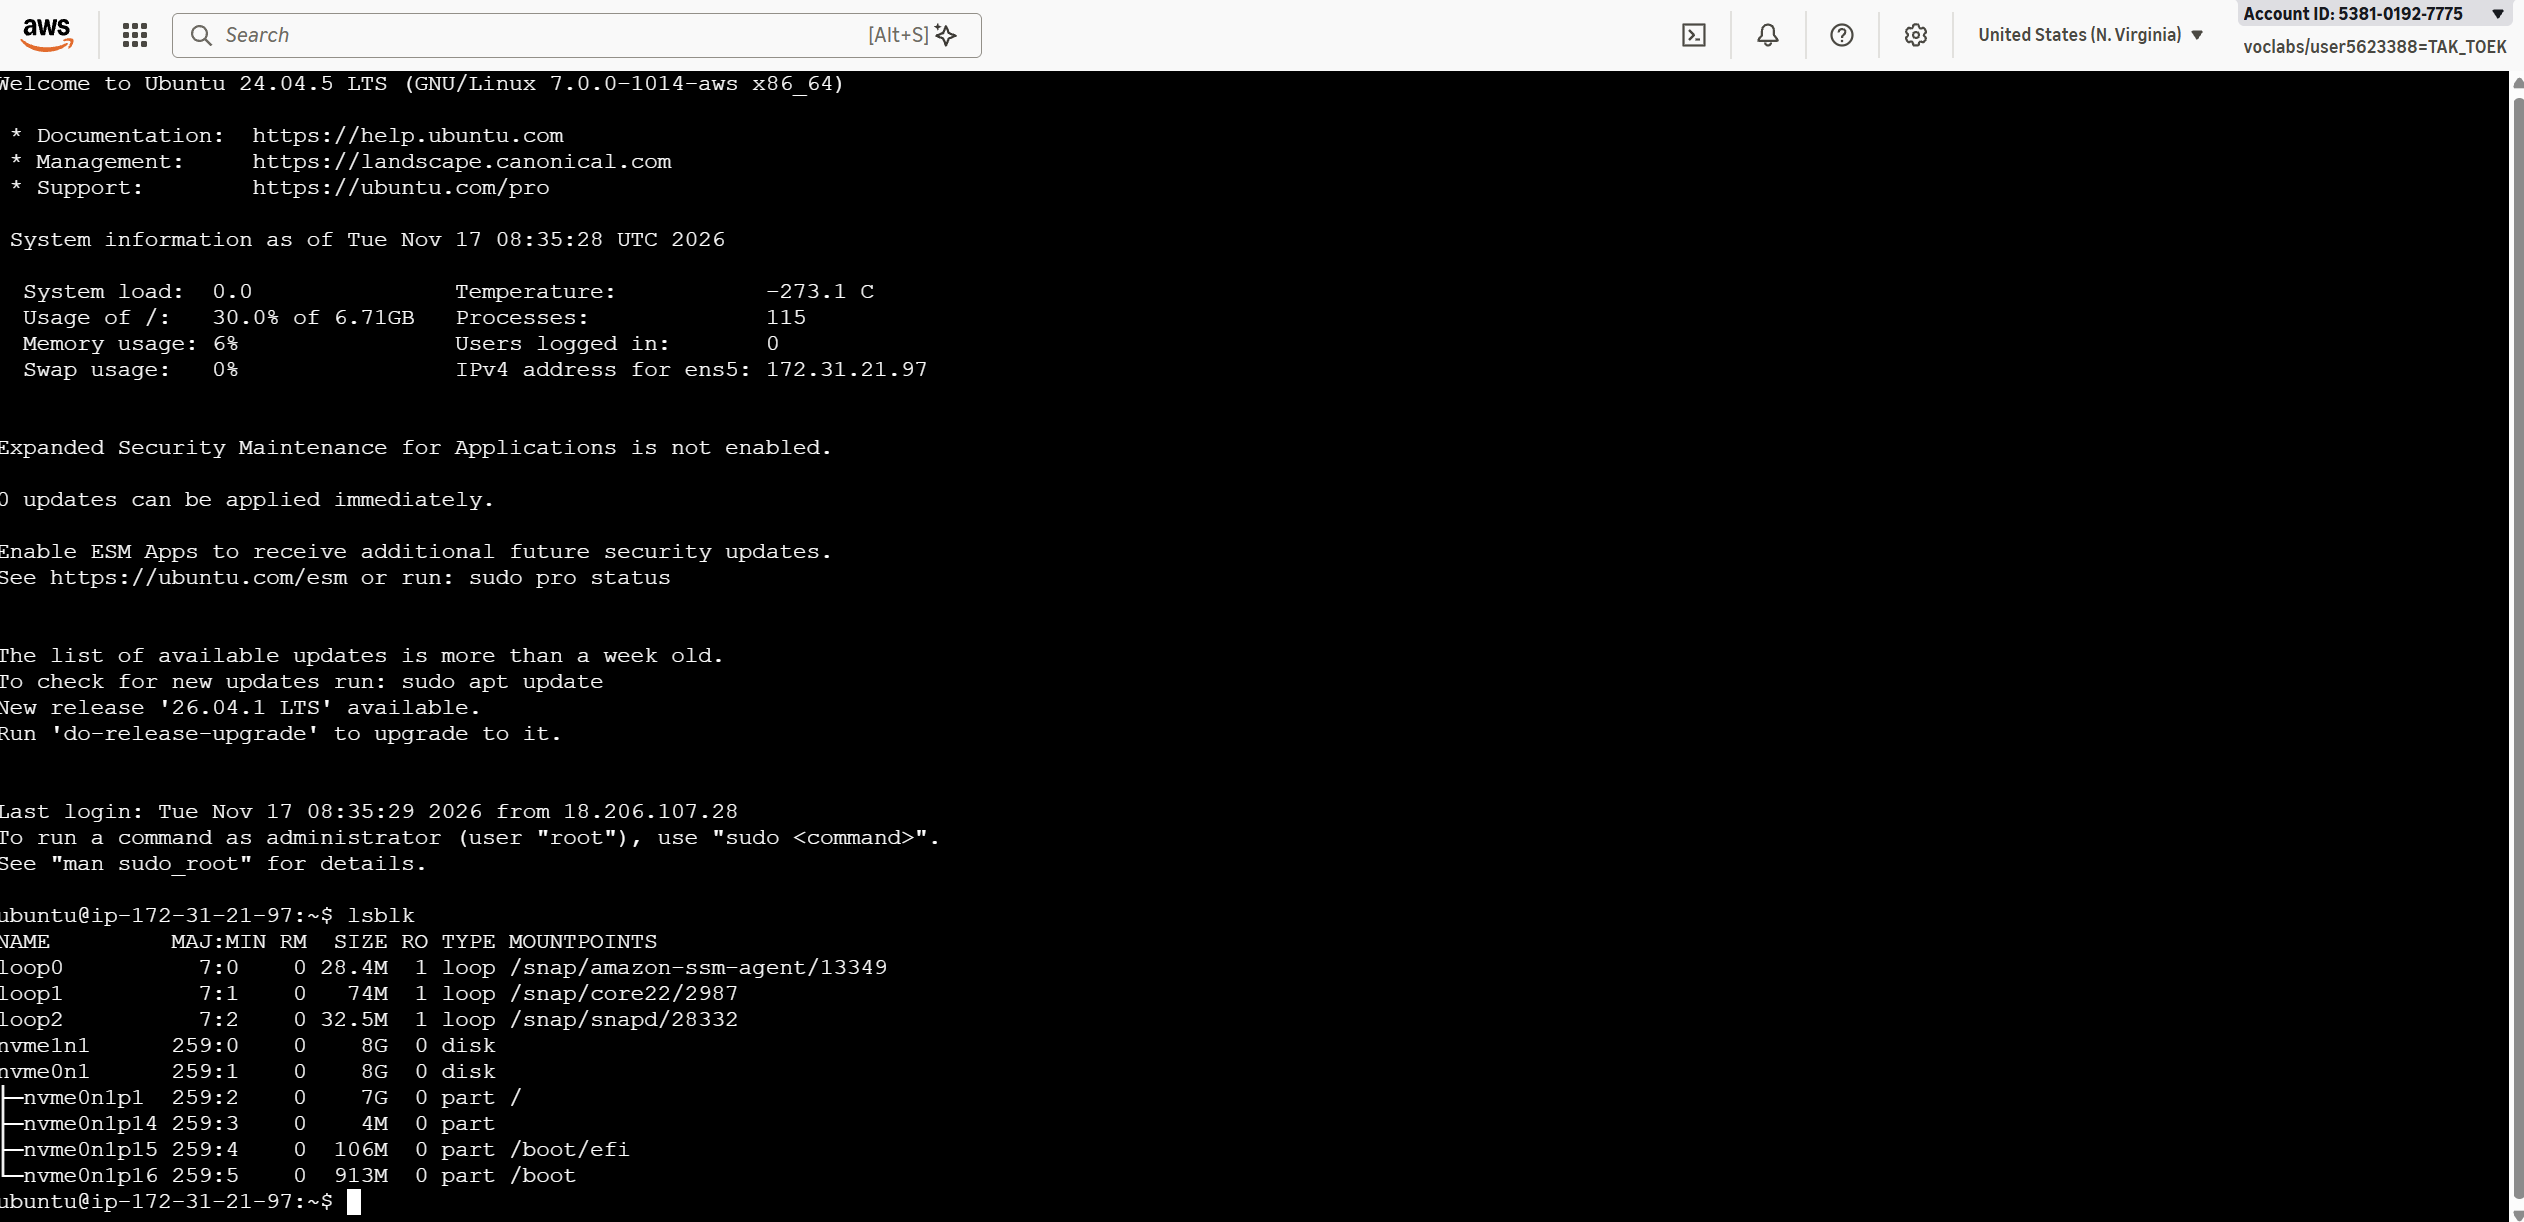 aws
Search [Alt+S]
United States (N. Virginia)
Account ID: 5381-0192-7775
voclabs/user5623388=TAK_TOEK
Welcome to Ubuntu 24.04.5 LTS (GNU/Linux 7.0.0-1014-aws x86_64)
* Documentation: https://help.ubuntu.com
* Management: https://landscape.canonical.com
* Support: https://ubuntu.com/pro
System information as of Tue Nov 17 08:35:28 UTC 2026
System load: 0.0 Temperature: -273.1 C
Usage of /: 30.0% of 6.71GB Processes: 115
Memory usage: 6% Users logged in: 0
Swap usage: 0% IPv4 address for ens5: 172.31.21.97
Expanded Security Maintenance for Applications is not enabled.
0 updates can be applied immediately.
Enable ESM Apps to receive additional future security updates.
See https://ubuntu.com/esm or run: sudo pro status
The list of available updates is more than a week old.
To check for new updates run: sudo apt update
New release '26.04.1 LTS' available.
Run 'do-release-upgrade' to upgrade to it.
Last login: Tue Nov 17 08:35:29 2026 from 18.206.107.28
To run a command as administrator (user "root"), use "sudo <command>".
See "man sudo_root" for details.
ubuntu@ip-172-31-21-97:~$ lsblk
NAME MAJ:MIN RM SIZE RO TYPE MOUNTPOINTS
loop0 7:0 0 28.4M 1 loop /snap/amazon-ssm-agent/13349
loop1 7:1 0 74M 1 loop /snap/core22/2987
loop2 7:2 0 32.5M 1 loop /snap/snapd/28332
nvme1n1 259:0 0 8G 0 disk
nvme0n1 259:1 0 8G 0 disk
├─nvme0n1p1 259:2 0 7G 0 part /
├─nvme0n1p14 259:3 0 4M 0 part
├─nvme0n1p15 259:4 0 106M 0 part /boot/efi
└─nvme0n1p16 259:5 0 913M 0 part /boot
ubuntu@ip-172-31-21-97:~$